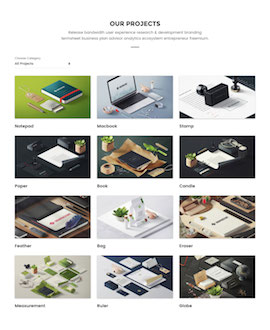 OUR PROJECTS
Release bandwidth user experience research & development branding
termsheet business plan advisor analytics ecosystem entrepreneur freemium.
Choose Category
All Projects
Notepad Macbook Stamp
Paper Book Candle
Feather Bag Eraser
Measurement Ruler Globe